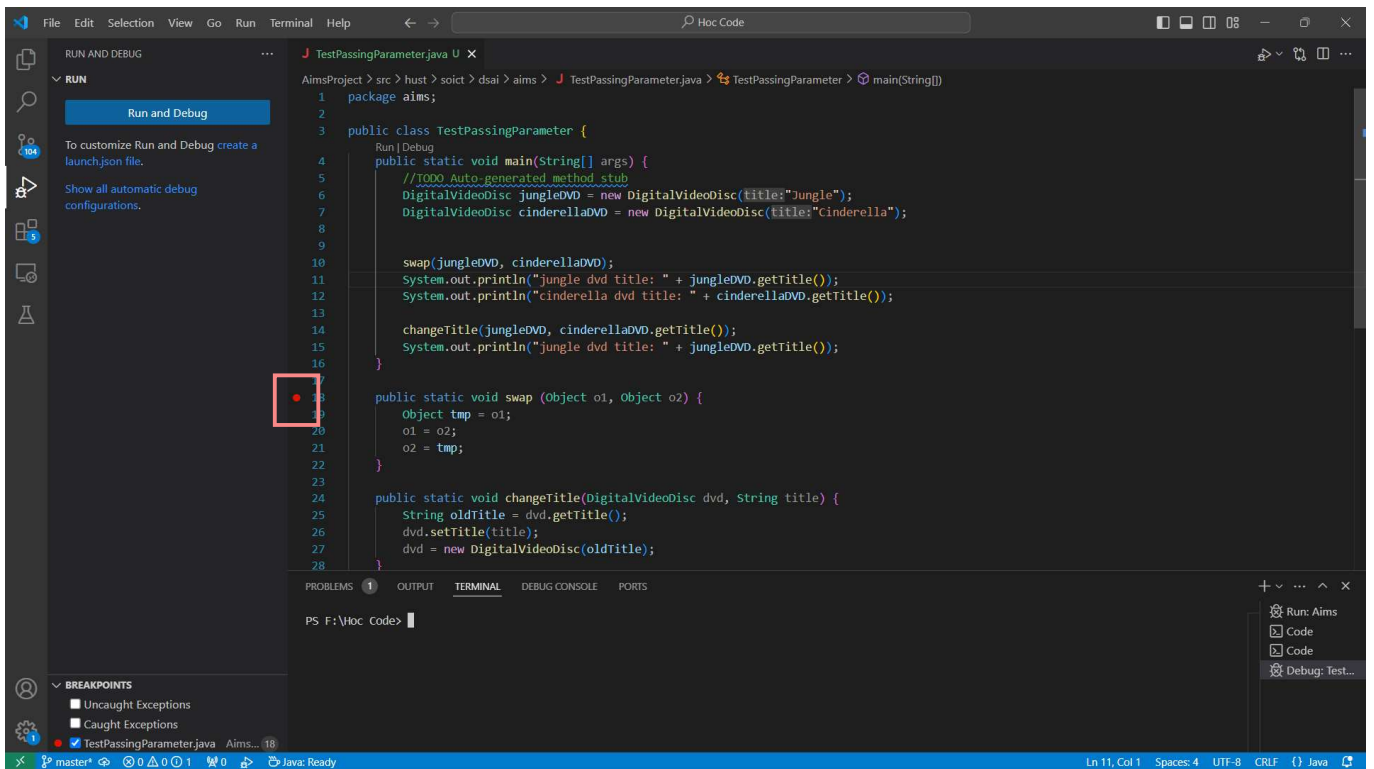 File Edit Selection View Go Run Terminal Help
Hoc Code
RUN AND DEBUG
RUN
Run and Debug
To customize Run and Debug create a
launch.json file.
Show all automatic debug
configurations.
104
5
TestPassingParameter.java U
AimsProject > src > hust > soict > dsai > aims > TestPassingParameter.java > TestPassingParameter > main(String[])
1 package aims;
2
3 public class TestPassingParameter {
Run | Debug
4 public static void main(String[] args) {
5 //TODO Auto-generated method stub
6 DigitalVideoDisc jungleDVD = new DigitalVideoDisc(title:"Jungle");
7 DigitalVideoDisc cinderellaDVD = new DigitalVideoDisc(title:"Cinderella");
8
9
10 swap(jungleDVD, cinderellaDVD);
11 System.out.println("jungle dvd title: " + jungleDVD.getTitle());
12 System.out.println("cinderella dvd title: " + cinderellaDVD.getTitle());
13
14 changeTitle(jungleDVD, cinderellaDVD.getTitle());
15 System.out.println("jungle dvd title: " + jungleDVD.getTitle());
16 }
17
18 public static void swap (Object o1, Object o2) {
19 Object tmp = o1;
20 o1 = o2;
21 o2 = tmp;
22 }
23
24 public static void changeTitle(DigitalVideoDisc dvd, String title) {
25 String oldTitle = dvd.getTitle();
26 dvd.setTitle(title);
27 dvd = new DigitalVideoDisc(oldTitle);
28 }
PROBLEMS 1 OUTPUT TERMINAL DEBUG CONSOLE PORTS
PS F:\Hoc Code>
Run: Aims
Code
Code
Debug: Test...
BREAKPOINTS
Uncaught Exceptions
Caught Exceptions
TestPassingParameter.java Aims... 18
1
master* 0 0 1 0 Java: Ready
Ln 11, Col 1 Spaces: 4 UTF-8 CRLF {} Java